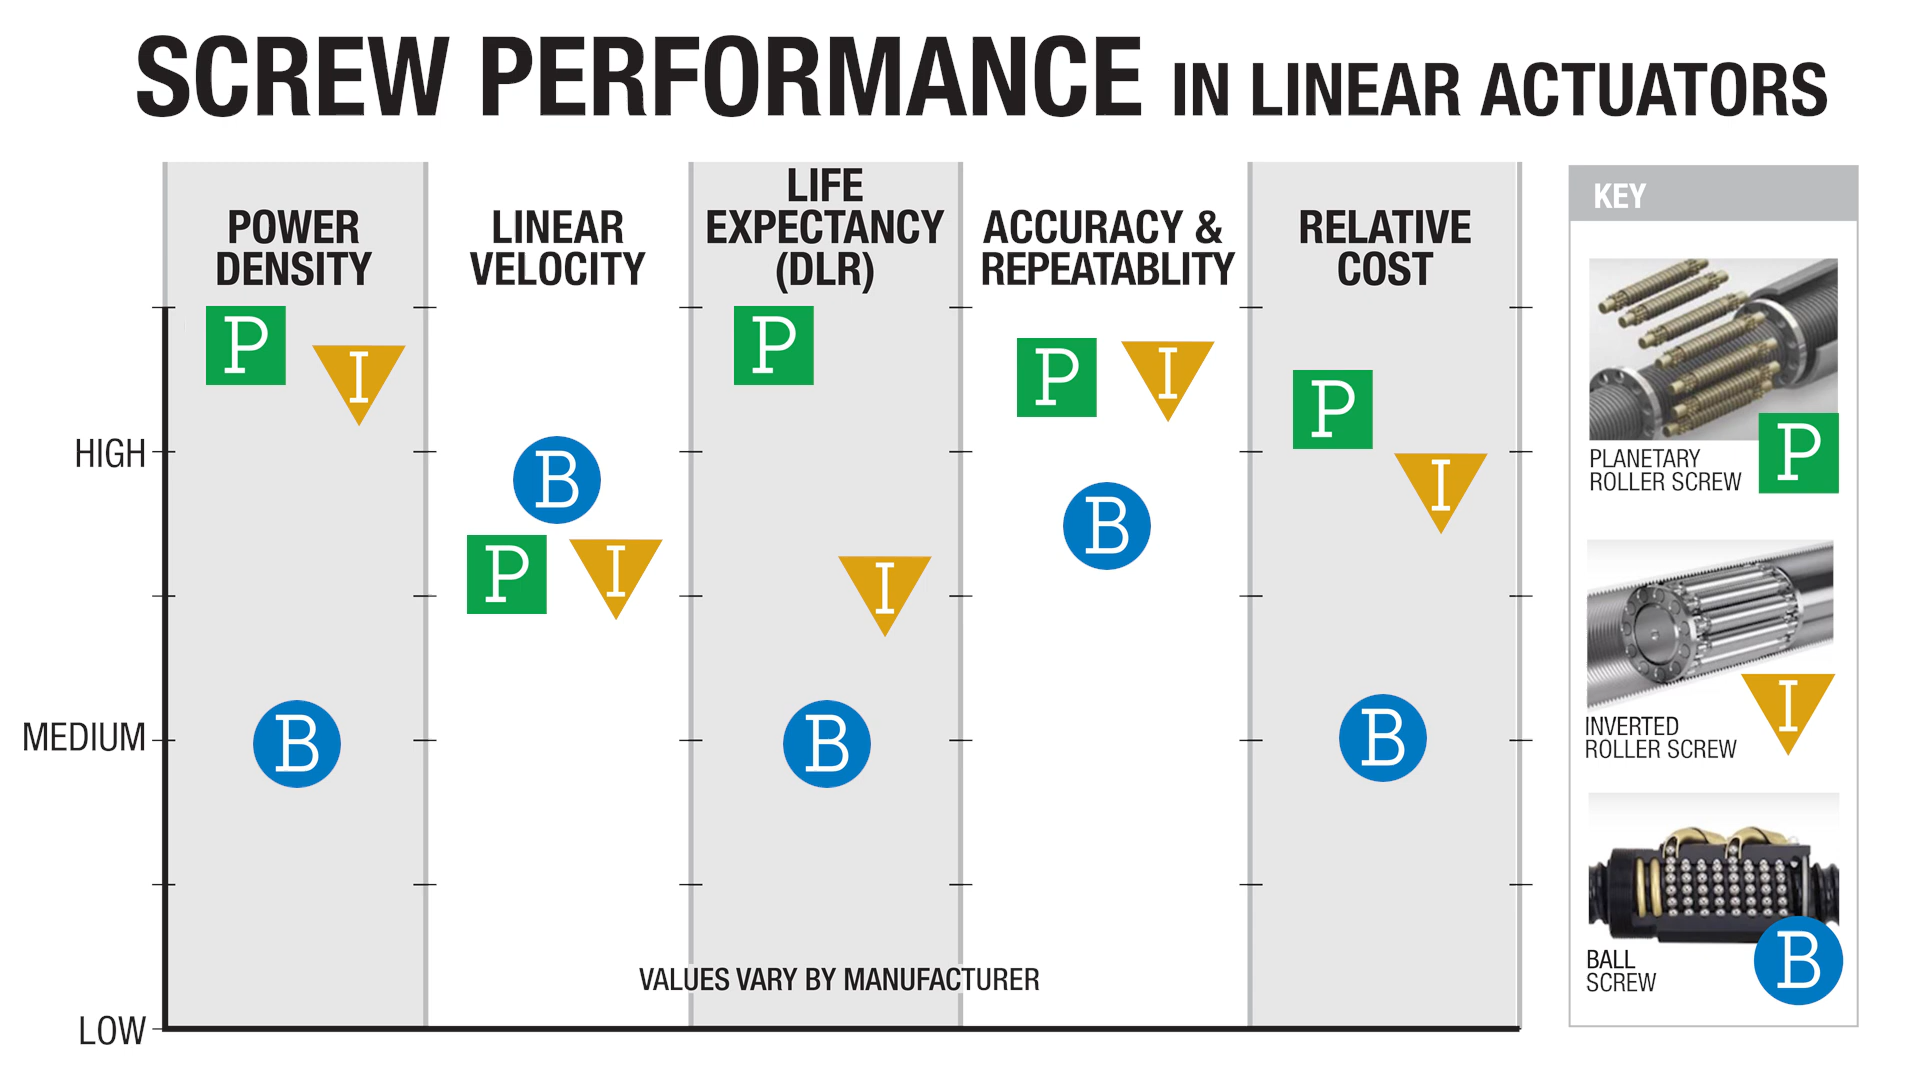 SCREW PERFORMANCE IN LINEAR ACTUATORS
POWER
DENSITY
LINEAR
VELOCITY
LIFE
EXPECTANCY
(DLR)
ACCURACY &
REPEATABLITY
RELATIVE
COST
HIGH
MEDIUM
LOW
P
I
B
B
P
I
P
I
B
P
I
B
P
I
B
VALUES VARY BY MANUFACTURER
KEY
PLANETARY
ROLLER SCREW
P
INVERTED
ROLLER SCREW
I
BALL
SCREW
B